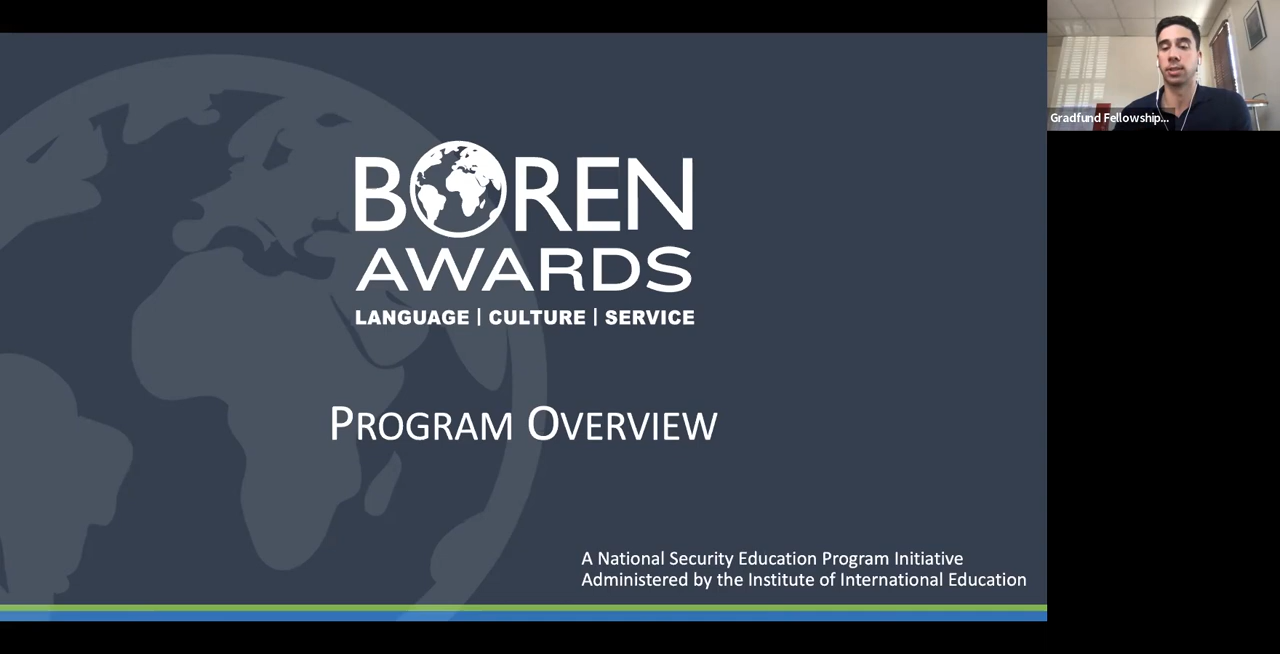 BOREN
AWARDS
LANGUAGE | CULTURE | SERVICE
PROGRAM OVERVIEW
A National Security Education Program Initiative
Administered by the Institute of International Education
Gradfund Fellowship...